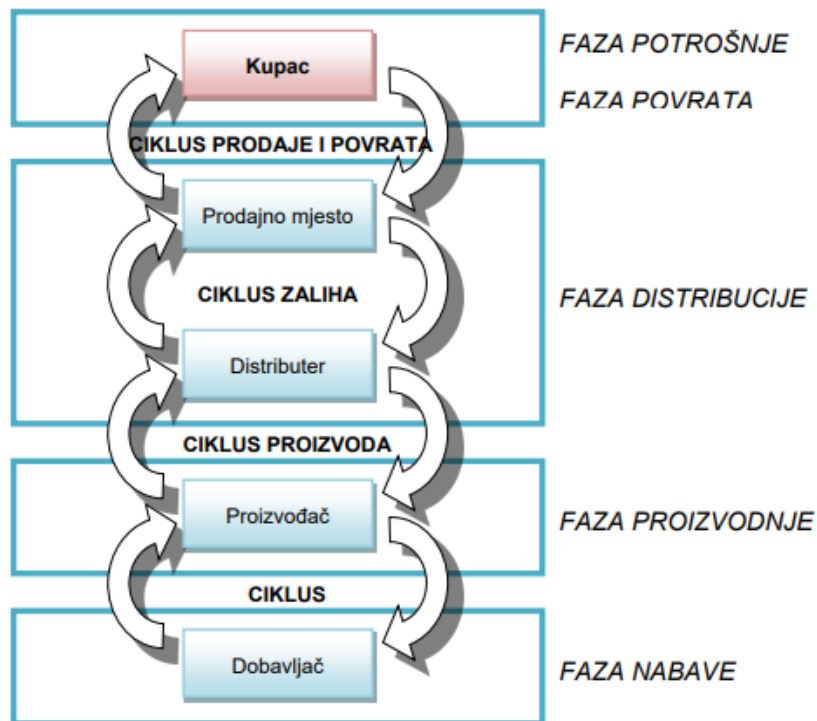 Kupac
FAZA POTROŠNJE
FAZA POVRATA
CIKLUS PRODAJE I POVRATA
Prodajno mjesto
CIKLUS ZALIHA
FAZA DISTRIBUCIJE
Distributer
CIKLUS PROIZVODA
Proizvođač
FAZA PROIZVODNJE
CIKLUS
Dobavljač
FAZA NABAVE